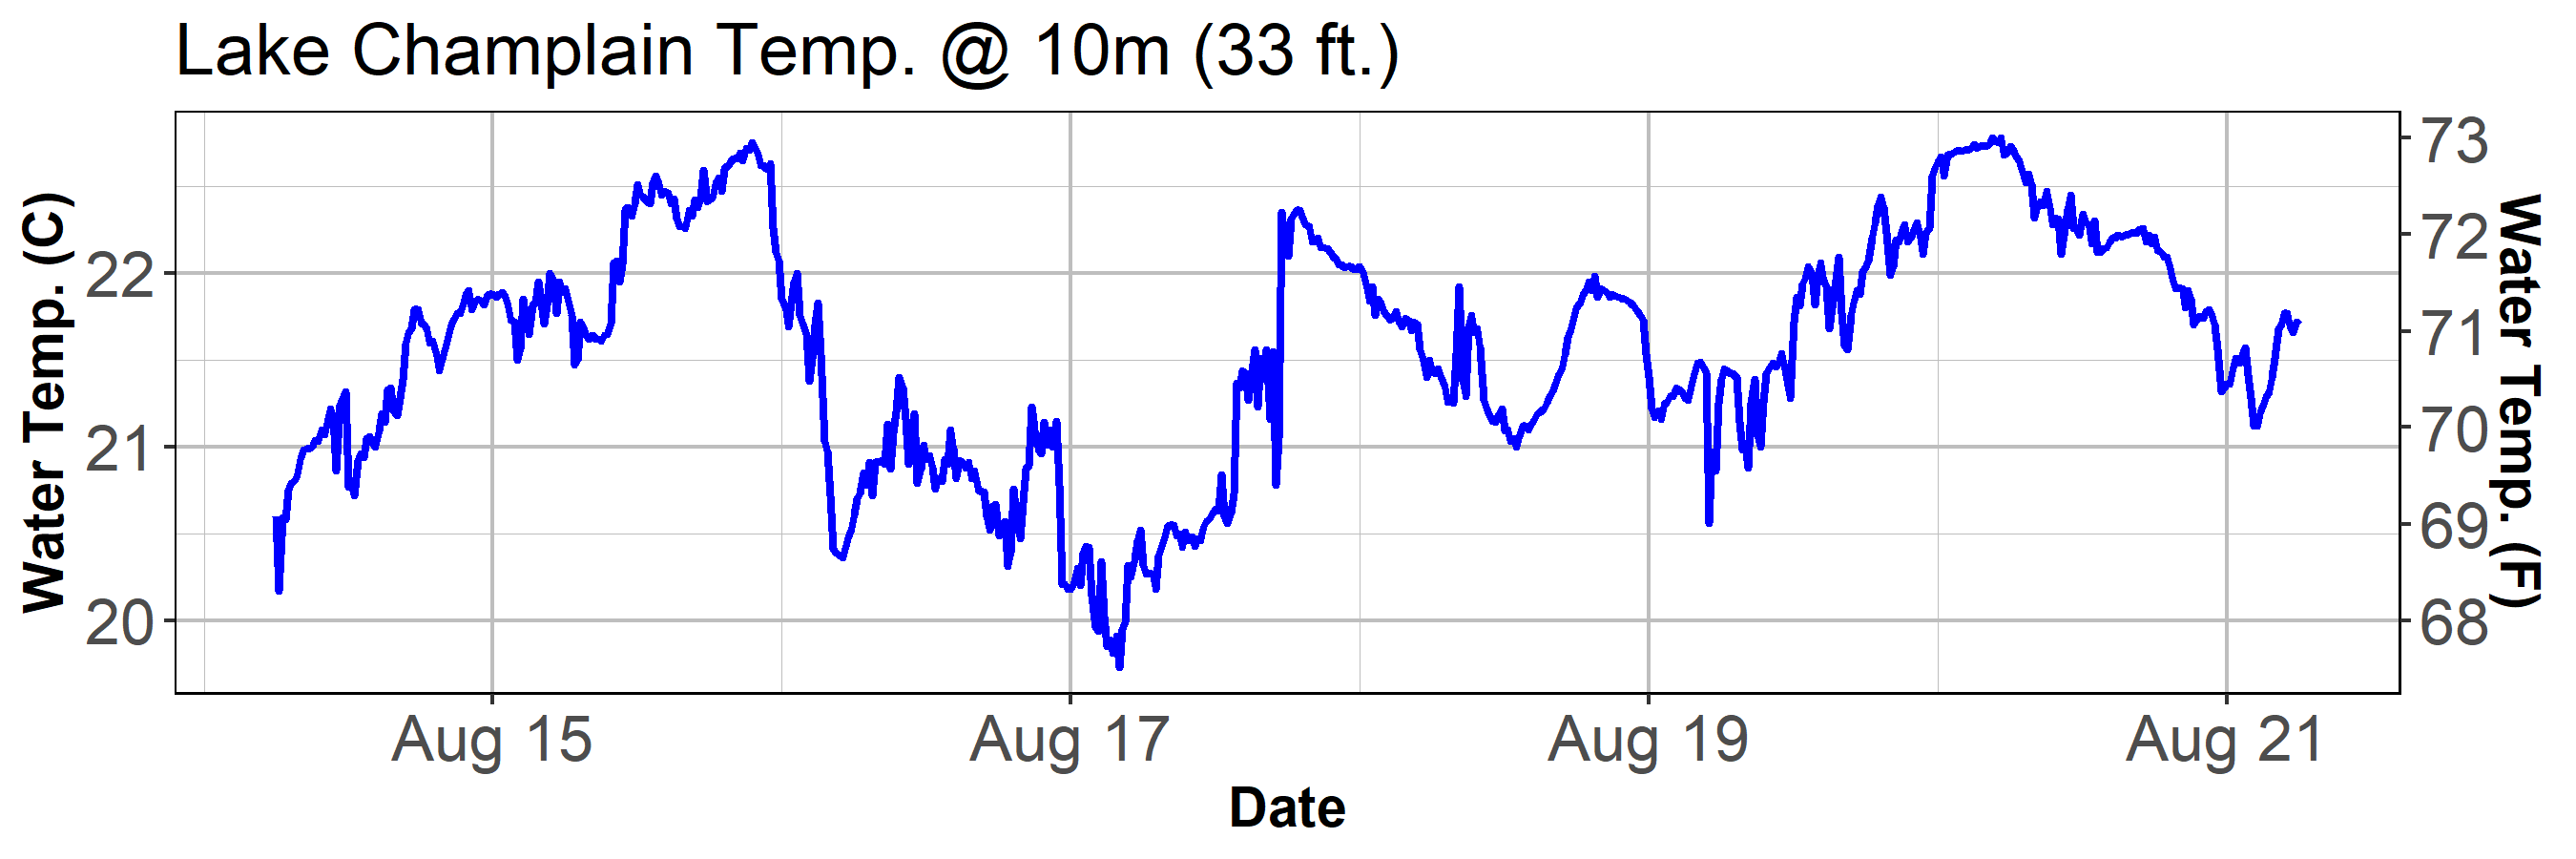 Lake Champlain Temp. @ 10m (33 ft.)
Water Temp. (C)
22
21
20
73
72
71
70
69
68
Water Temp. (F)
Aug 15 Aug 17 Aug 19 Aug 21
Date